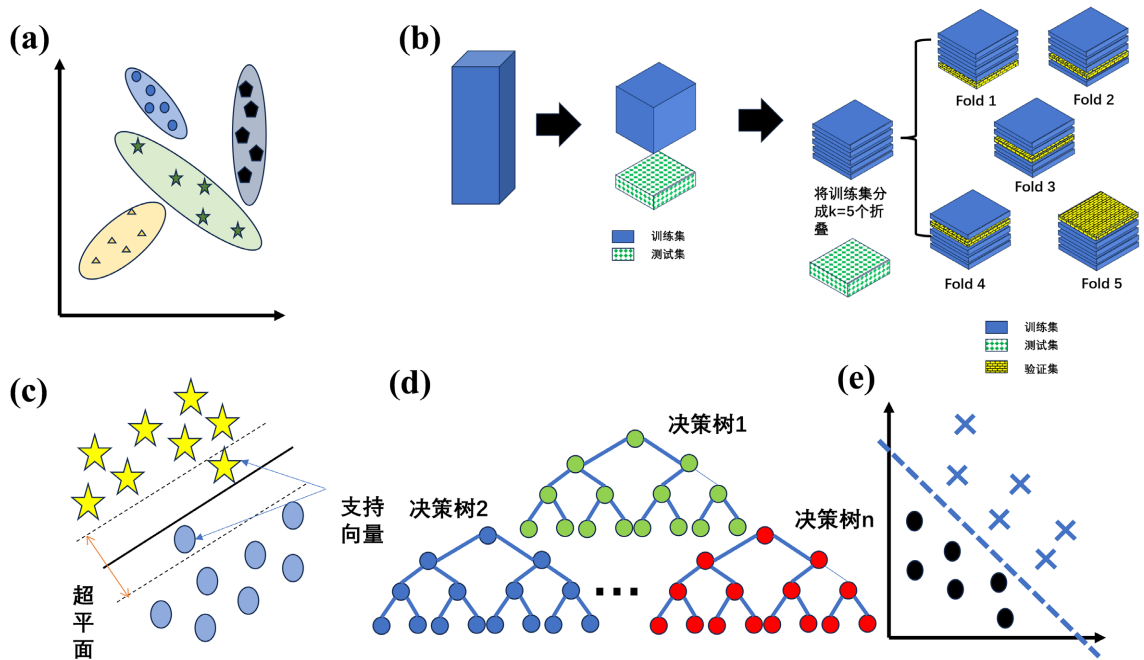 (a)
(b)
Fold 1
Fold 2
Fold 3
将训练集分
成k=5个折
叠
Fold 4
Fold 5
训练集
测试集
训练集
测试集
验证集
(c)
支持
向量
超
平
面
(d)
决策树1
决策树2
决策树n
(e)